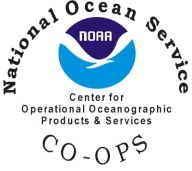 National Ocean Service
NOAA
Center for
Operational Oceanographic
Products & Services
CO-OPS